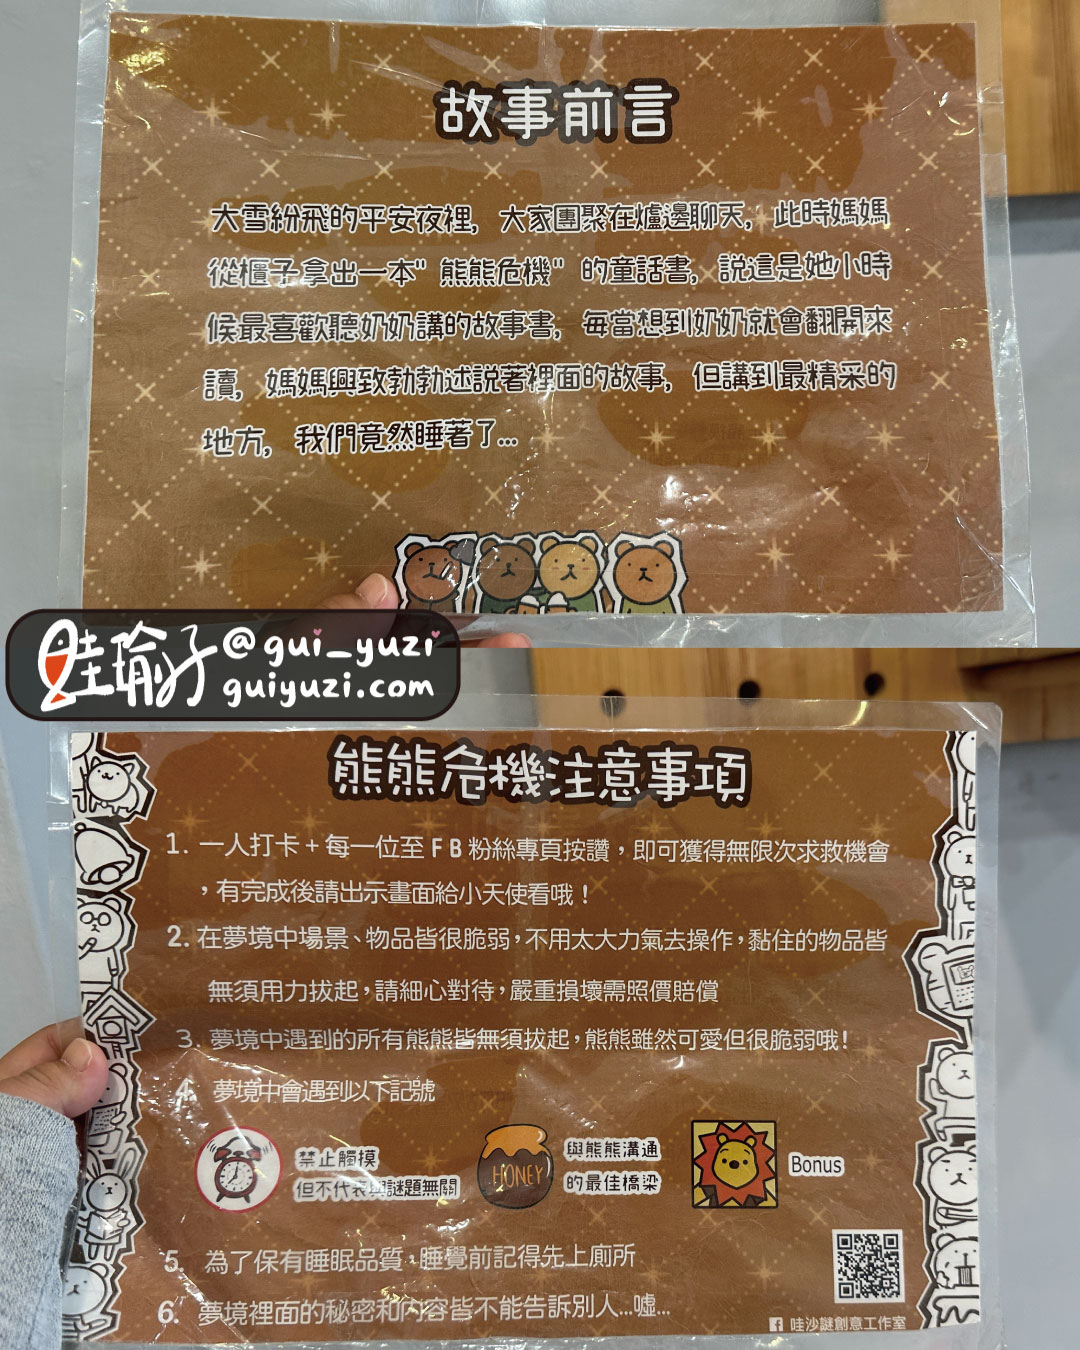 故事前言
大雪紛飛的平安夜裡, 大家團聚在爐邊聊天, 此時媽媽
從櫃子拿出一本" 熊熊危機" 的童話書, 說這是她小時
候最喜歡聽奶奶講的故事書, 每當想到奶奶就會翻開來
讀, 媽媽興致勃勃述說著裡面的故事, 但講到最精采的
地方, 我們竟然睡著了...
哇瑜子 @gui_yuzi
guiyuzi.com
熊熊危機注意事項
1. 一人打卡+每一位至FB粉絲專頁按讚,即可獲得無限次求救機會
,有完成後請出示畫面給小天使看哦!
2. 在夢境中場景、物品皆很脆弱,不用太大力氣去操作,黏住的物品皆
無須用力拔起,請細心對待,嚴重損壞需照價賠償
3. 夢境中遇到的所有熊熊皆無須拔起,熊熊雖然可愛但很脆弱哦!
4. 夢境中會遇到以下記號
禁止觸摸
但不代表與謎題無關
HONEY
與熊熊溝通
的最佳橋梁
Bonus
5. 為了保有睡眠品質,睡覺前記得先上廁所
6. 夢境裡面的秘密和內容皆不能告訴別人...噓...
哇沙謎創意工作室